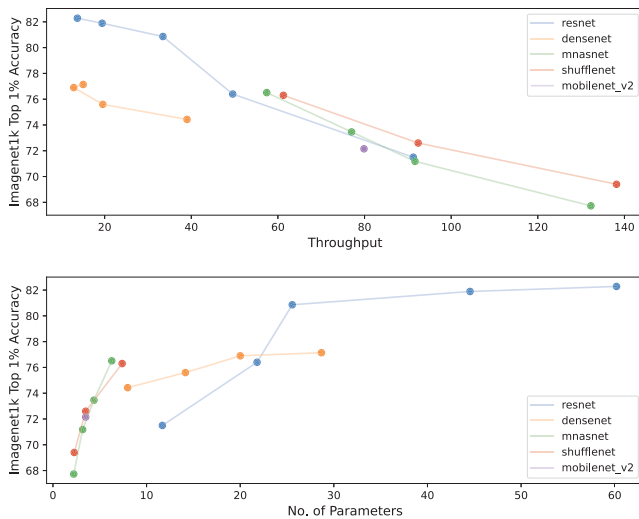 Imagenet1k Top 1% Accuracy
82
80
78
76
74
72
70
68
20
40
60
80
100
120
140
Throughput
resnet
densenet
mnasnet
shufflenet
mobilenet_v2
Imagenet1k Top 1% Accuracy
82
80
78
76
74
72
70
68
0
10
20
30
40
50
60
No. of Parameters
resnet
densenet
mnasnet
shufflenet
mobilenet_v2